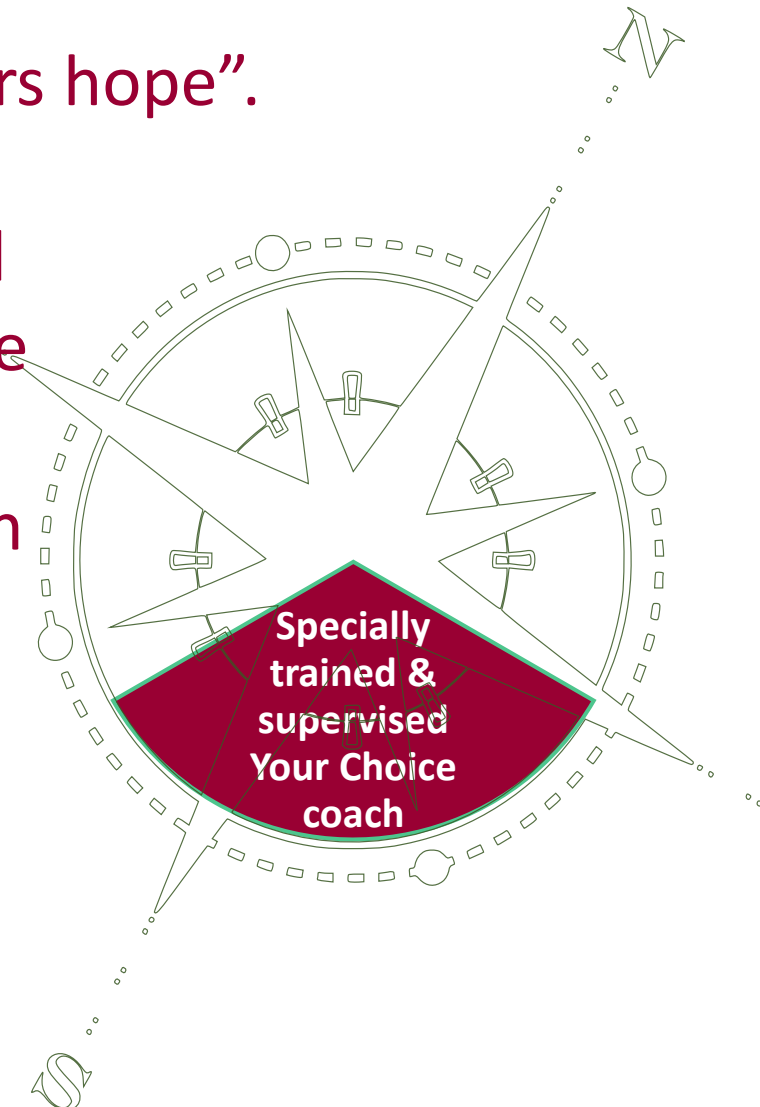 rs hope”.
e
n
N
Specially
trained &
supervised
Your Choice
coach
S